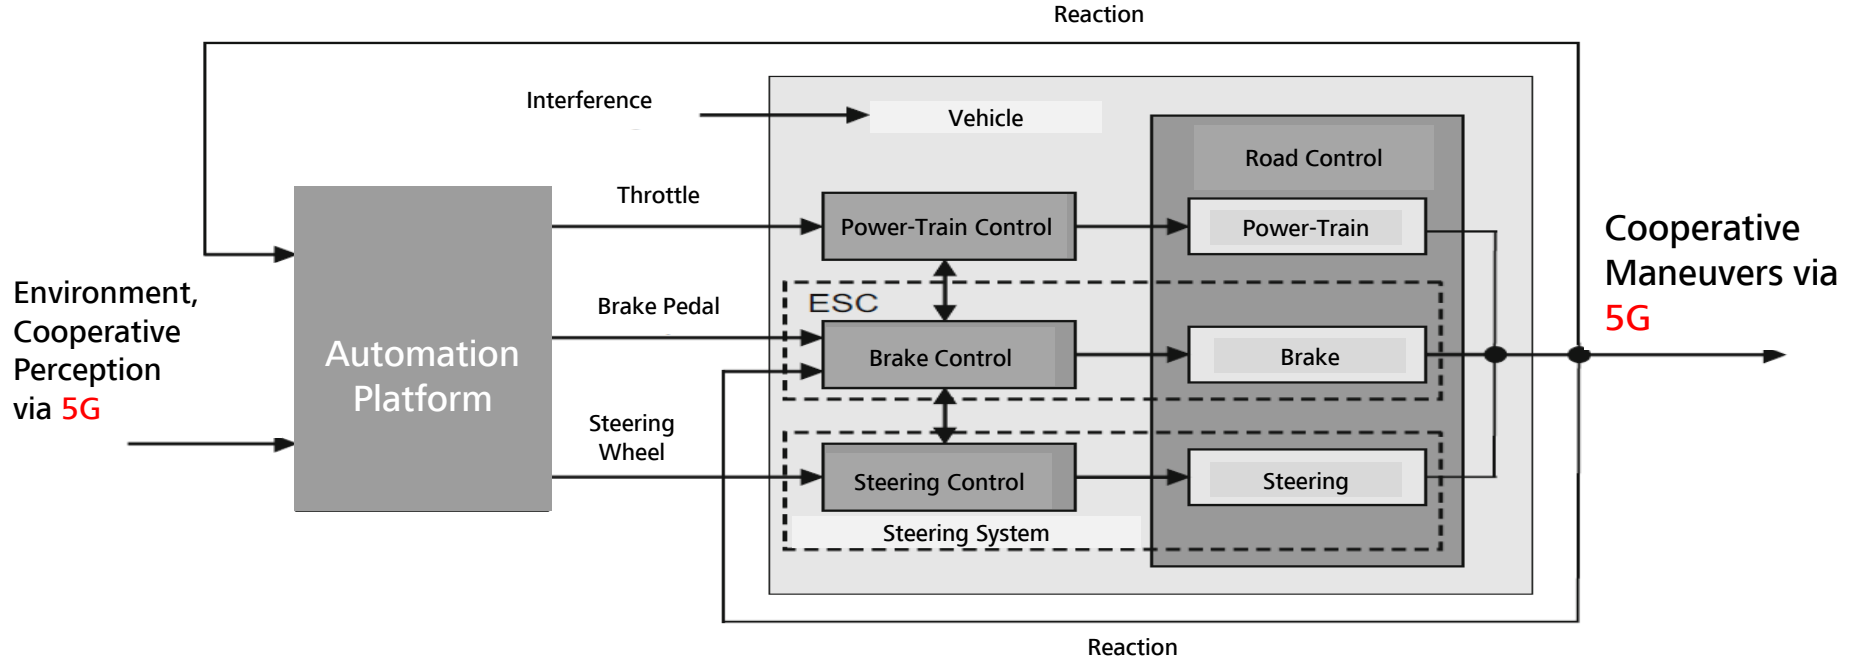 Reaction
Interference
Vehicle
Road Control
Throttle
Power-Train Control
Power-Train
Cooperative
Maneuvers via
5G
Environment,
Cooperative
Perception
via 5G
Automation
Platform
Brake Pedal
ESC
Brake Control
Brake
Steering
Wheel
Steering Control
Steering
Steering System
Reaction